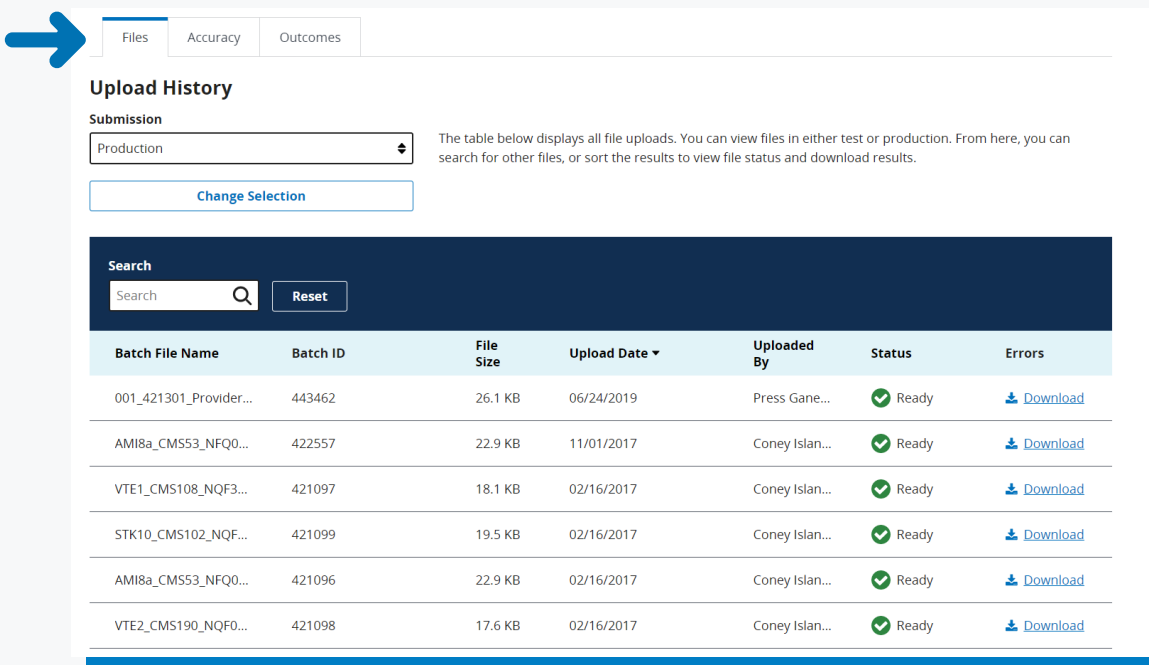 Files Accuracy Outcomes
Upload History
Submission
Production
The table below displays all file uploads. You can view files in either test or production. From here, you can
search for other files, or sort the results to view file status and download results.
Change Selection
Search
Search Reset
Batch File Name Batch ID File Size Upload Date Uploaded By Status Errors
001_421301_Provider... 443462 26.1 KB 06/24/2019 Press Gane... Ready Download
AMI8a_CMS53_NFQ0... 422557 22.9 KB 11/01/2017 Coney Islan... Ready Download
VTE1_CMS108_NQF3... 421097 18.1 KB 02/16/2017 Coney Islan... Ready Download
STK10_CMS102_NQF... 421099 19.5 KB 02/16/2017 Coney Islan... Ready Download
AMI8a_CMS53_NFQ0... 421096 22.9 KB 02/16/2017 Coney Islan... Ready Download
VTE2_CMS190_NQF0... 421098 17.6 KB 02/16/2017 Coney Islan... Ready Download